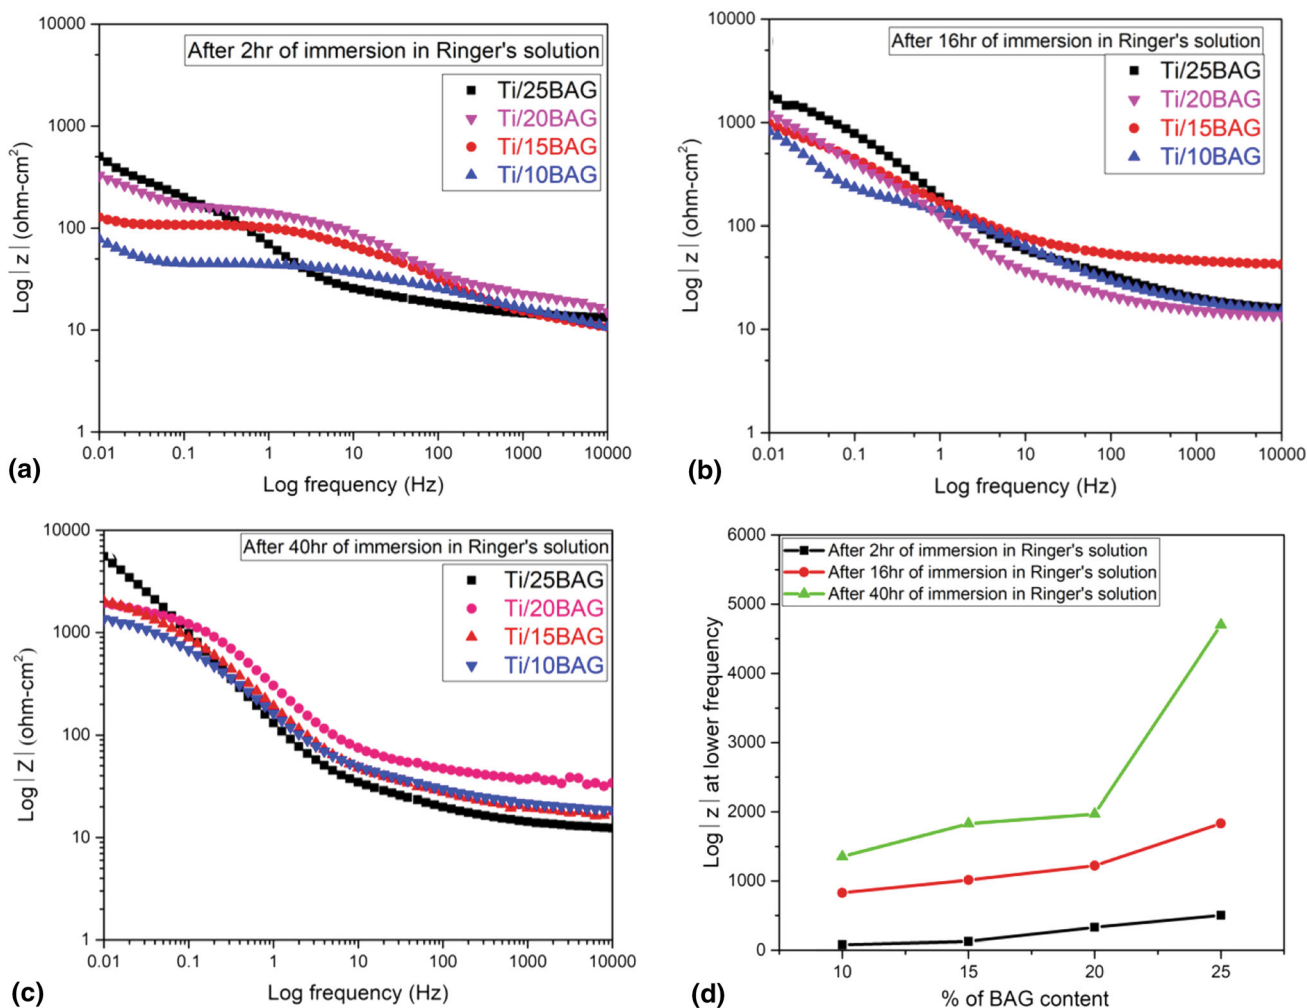 After 2hr of immersion in Ringer's solution
Ti/25BAG
Ti/20BAG
Ti/15BAG
Ti/10BAG
10000
1000
100
10
1
Log | z | (ohm-cm²)
0.01 0.1 1 10 100 1000 10000
Log frequency (Hz)
(a)
After 16hr of immersion in Ringer's solution
Ti/25BAG
Ti/20BAG
Ti/15BAG
Ti/10BAG
10000
1000
100
10
1
Log | z | (ohm-cm²)
0.01 0.1 1 10 100 1000 10000
Log frequency (Hz)
(b)
After 40hr of immersion in Ringer's solution
Ti/25BAG
Ti/20BAG
Ti/15BAG
Ti/10BAG
10000
1000
100
10
1
Log | Z | (ohm-cm²)
0.01 0.1 1 10 100 1000 10000
Log frequency (Hz)
(c)
After 2hr of immersion in Ringer's solution
After 16hr of immersion in Ringer's solution
After 40hr of immersion in Ringer's solution
6000
5000
4000
3000
2000
1000
0
Log | z | at lower frequency
10 15 20 25
% of BAG content
(d)